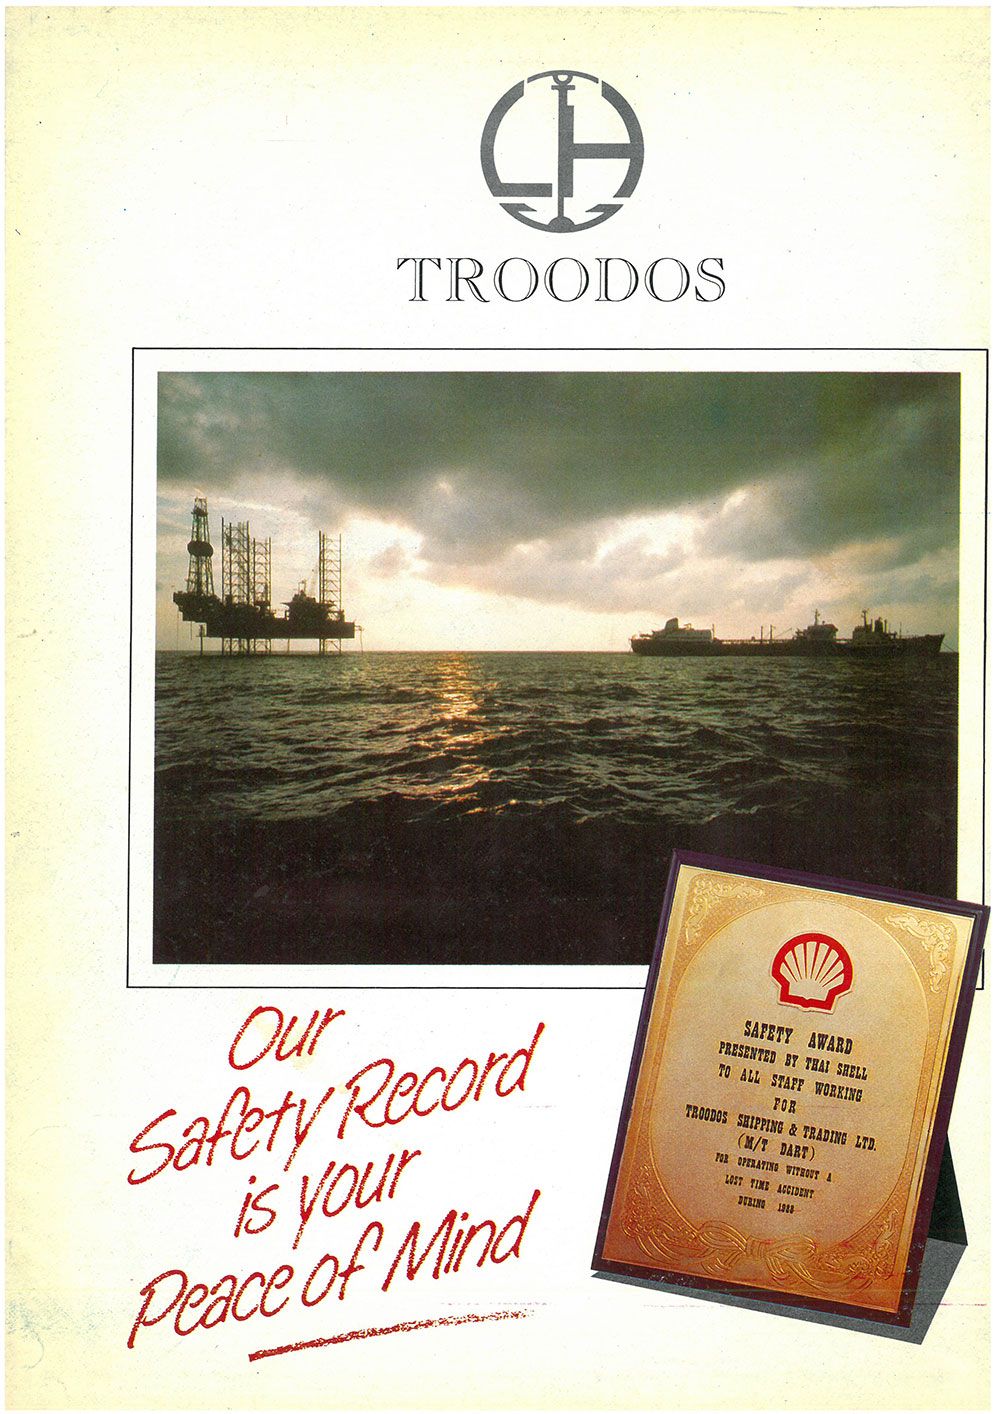 LH
TROODOS
SAFETY AWARD
PRESENTED BY THAI SHELL
TO ALL STAFF WORKING
FOR
TROODOS SHIPPING & TRADING LTD.
(M/T DART)
FOR OPERATING WITHOUT A
LOST TIME ACCIDENT
DURING 1988
Our
Safety Record
is your
Peace of Mind